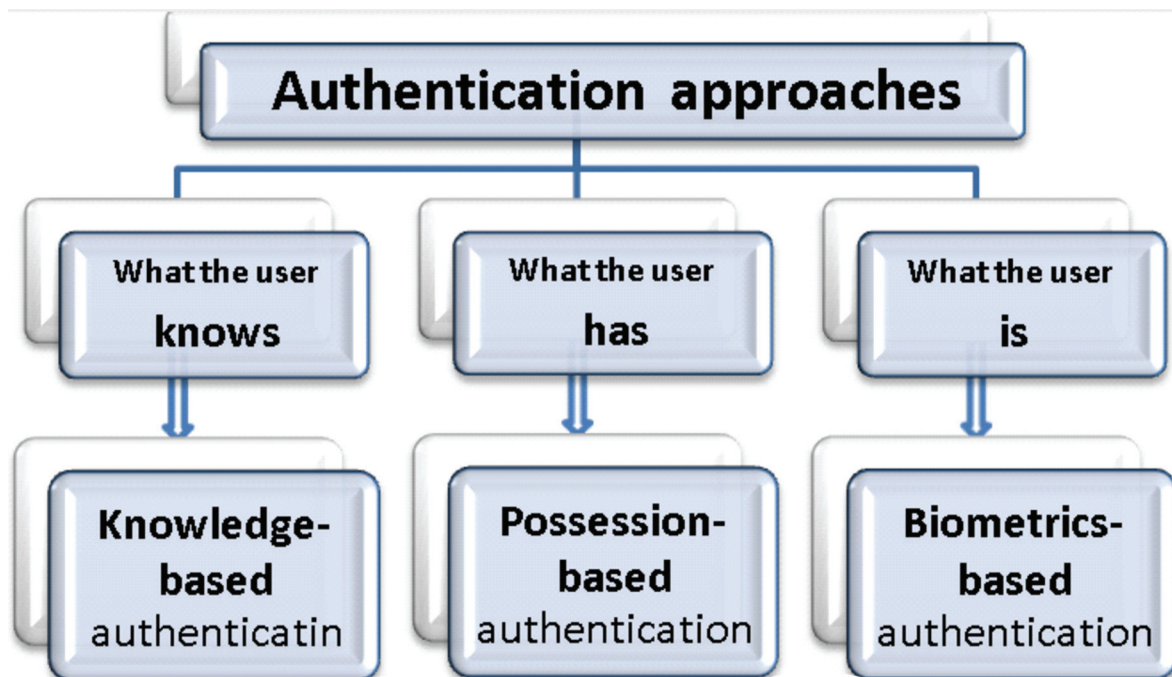 Authentication approaches
What the user
knows
What the user
has
What the user
is
Knowledge-
based
authenticatin
Possession-
based
authentication
Biometrics-
based
authentication